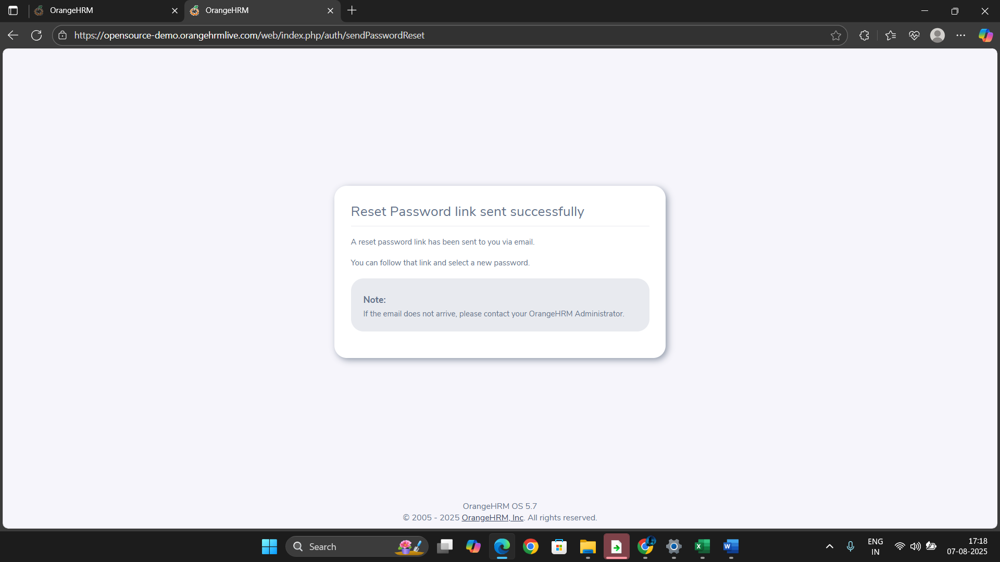 OrangeHRM
OrangeHRM
https://opensource-demo.orangehrmlive.com/web/index.php/auth/sendPasswordReset
Reset Password link sent successfully
A reset password link has been sent to you via email.
You can follow that link and select a new password.
Note:
If the email does not arrive, please contact your OrangeHRM Administrator.
OrangeHRM OS 5.7
© 2005 - 2025 OrangeHRM, Inc. All rights reserved.
Search
ENG
IN
17:18
07-08-2025